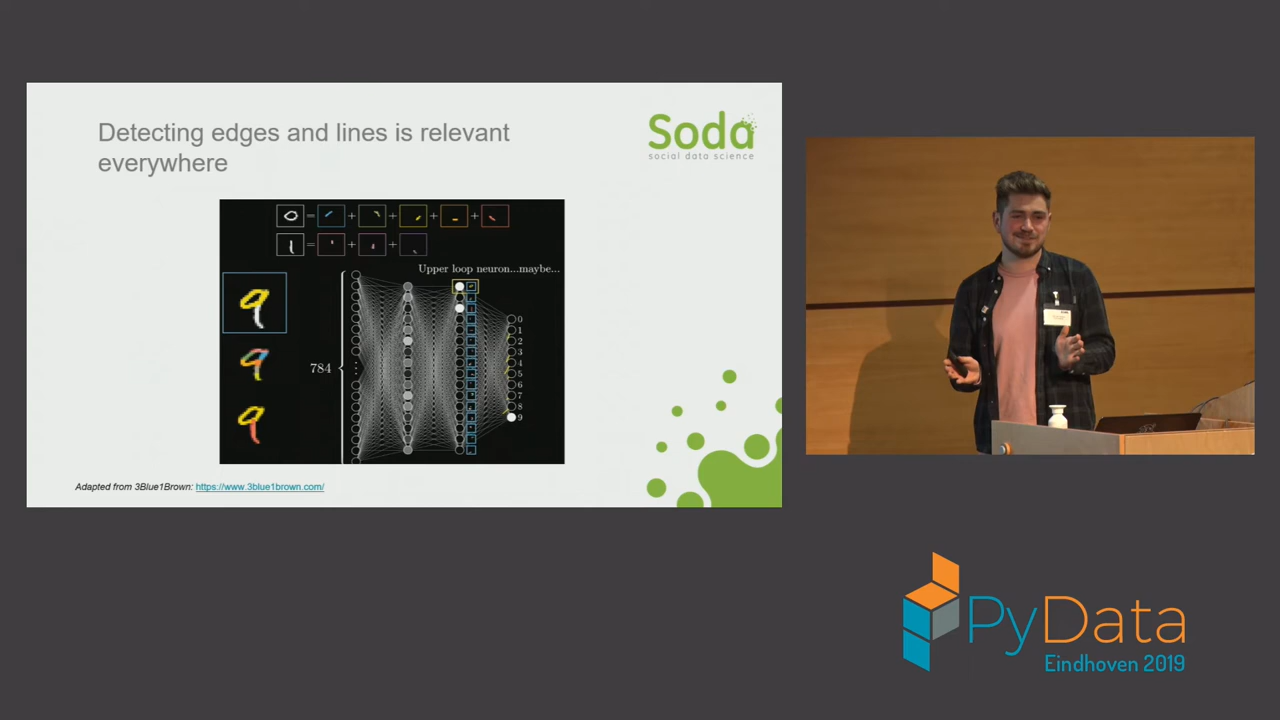 Detecting edges and lines is relevant
everywhere
Soda
social data science
= + + + +
= + +
Upper loop neuron...maybe...
784
0
1
2
3
4
5
6
7
8
9
Adapted from 3Blue1Brown: https://www.3blue1brown.com/
PyData
Eindhoven 2019